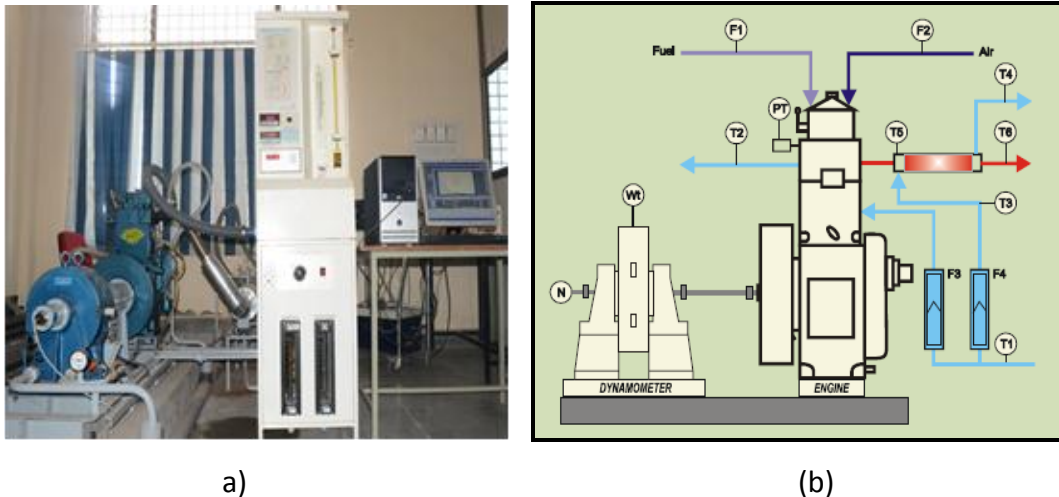 F1
F2
Fuel
Air
T4
PT
T2
T5
T6
Wt
T3
N
F3
F4
T1
DYNAMOMETER
ENGINE
a)
(b)